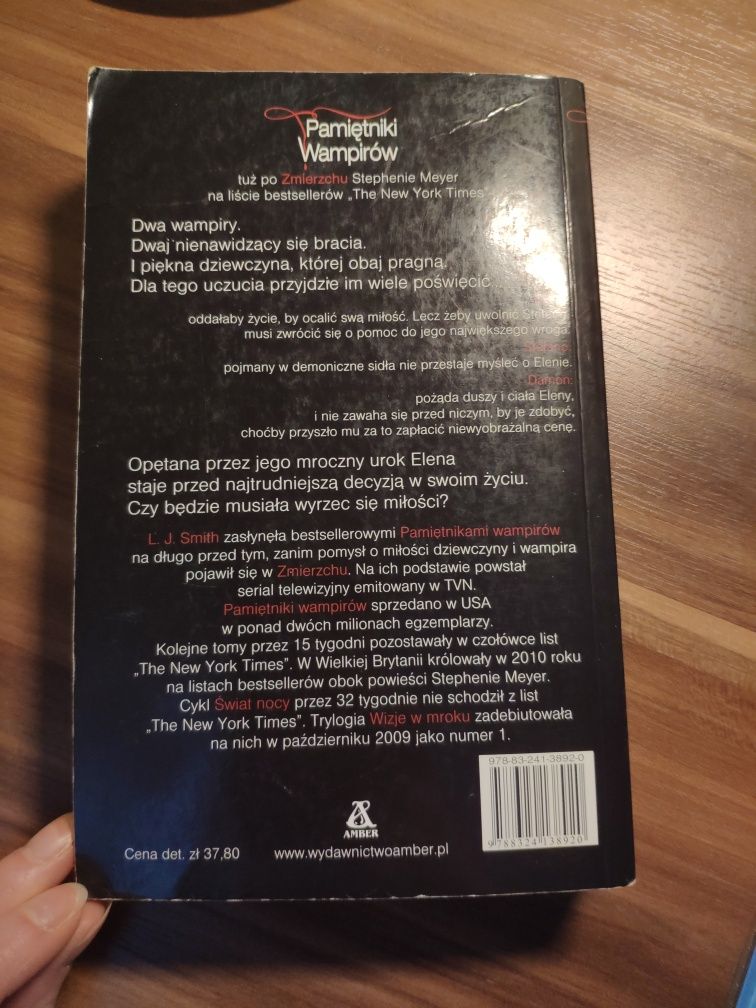 Pamiętniki
Wampirów
tuż po Zmierzchu Stephenie Meyer
na liście bestsellerów „The New York Times”
Dwa wampiry.
Dwaj nienawidzący się bracia.
I piękna dziewczyna, której obaj pragną.
Dla tego uczucia przyjdzie im wiele poświęcić...
oddałaby życie, by ocalić swą miłość. Lecz żeby uwolnić
musi zwrócić się o pomoc do jego największego wroga.
pojmany w demoniczne sidła nie przestaje myśleć o Elenie.
Damon:
pożąda duszy i ciała Eleny,
i nie zawaha się przed niczym, by je zdobyć,
choćby przyszło mu za to zapłacić niewyobrażalną cenę.
Opętana przez jego mroczny urok Elena
staje przed najtrudniejszą decyzją w swoim życiu.
Czy będzie musiała wyrzec się miłości?
L. J. Smith zasłynęła bestsellerowymi Pamiętnikami wampirów
na długo przed tym, zanim pomysł o miłości dziewczyny i wampira
pojawił się w Zmierzchu. Na ich podstawie powstał
serial telewizyjny emitowany w TVN.
Pamiętniki wampirów sprzedano w USA
w ponad dwóch milionach egzemplarzy.
Kolejne tomy przez 15 tygodni pozostawały w czołówce list
„The New York Times”. W Wielkiej Brytanii królowały w 2010 roku
na listach bestsellerów obok powieści Stephenie Meyer.
Cykl Świat nocy przez 32 tygodnie nie schodził z list
„The New York Times”. Trylogia Wizje w mroku zadebiutowała
na nich w październiku 2009 jako numer 1.
978-83-241-3892-0
9 788324 138920
AMBER
Cena det. zł 37,80
www.wydawnictwoamber.pl